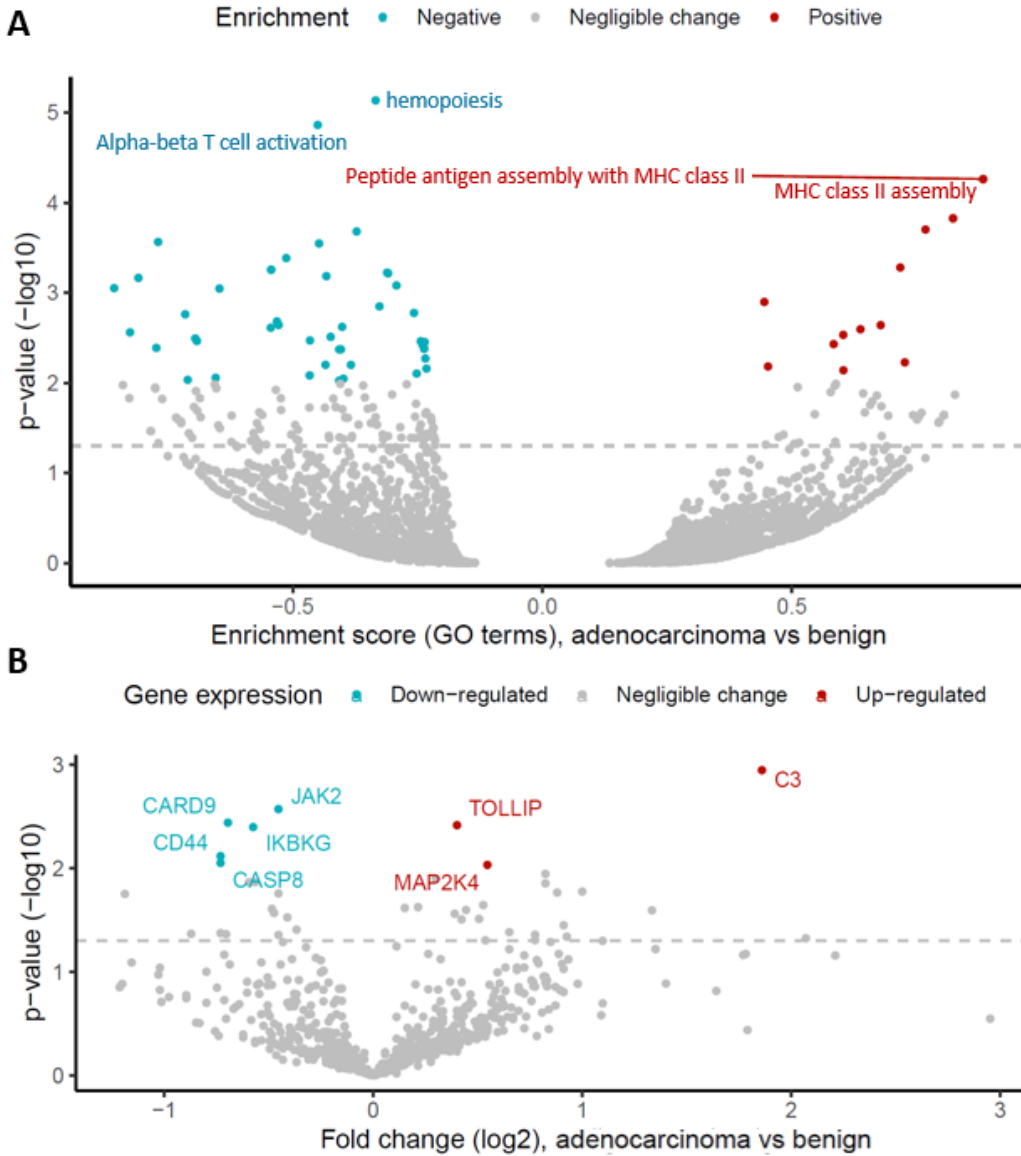 A
Enrichment Negative Negligible change Positive
hemopoiesis
Alpha-beta T cell activation
Peptide antigen assembly with MHC class II
MHC class II assembly
p-value (−log10)
5
4
3
2
1
0
−0.5 0.0 0.5
Enrichment score (GO terms), adenocarcinoma vs benign
B
Gene expression a Down−regulated a Negligible change a Up−regulated
p-value (−log10)
3
2
1
0
C3
JAK2
CARD9
TOLLIP
IKBKG
CD44
CASP8
MAP2K4
−1 0 1 2 3
Fold change (log2), adenocarcinoma vs benign